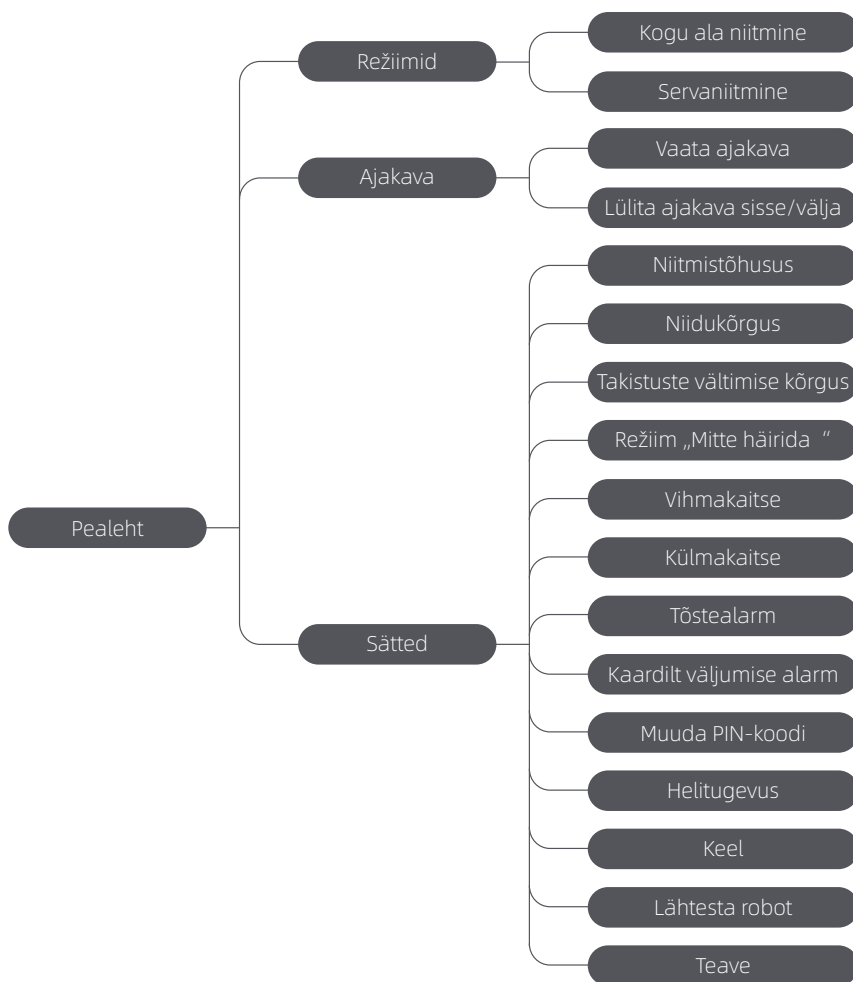 Kogu ala niitmine
Režiimid
Servaniitmine
Vaata ajakava
Ajakava
Lülita ajakava sisse/välja
Niitmistõhusus
Niidukõrgus
Takistuste vältimise kõrgus
Režiim „Mitte häirida “
Vihmakaitse
Pealeht
Külmakaitse
Tõstealarm
Sätted
Kaardilt väljumise alarm
Muuda PIN-koodi
Helitugevus
Keel
Lähtesta robot
Teave